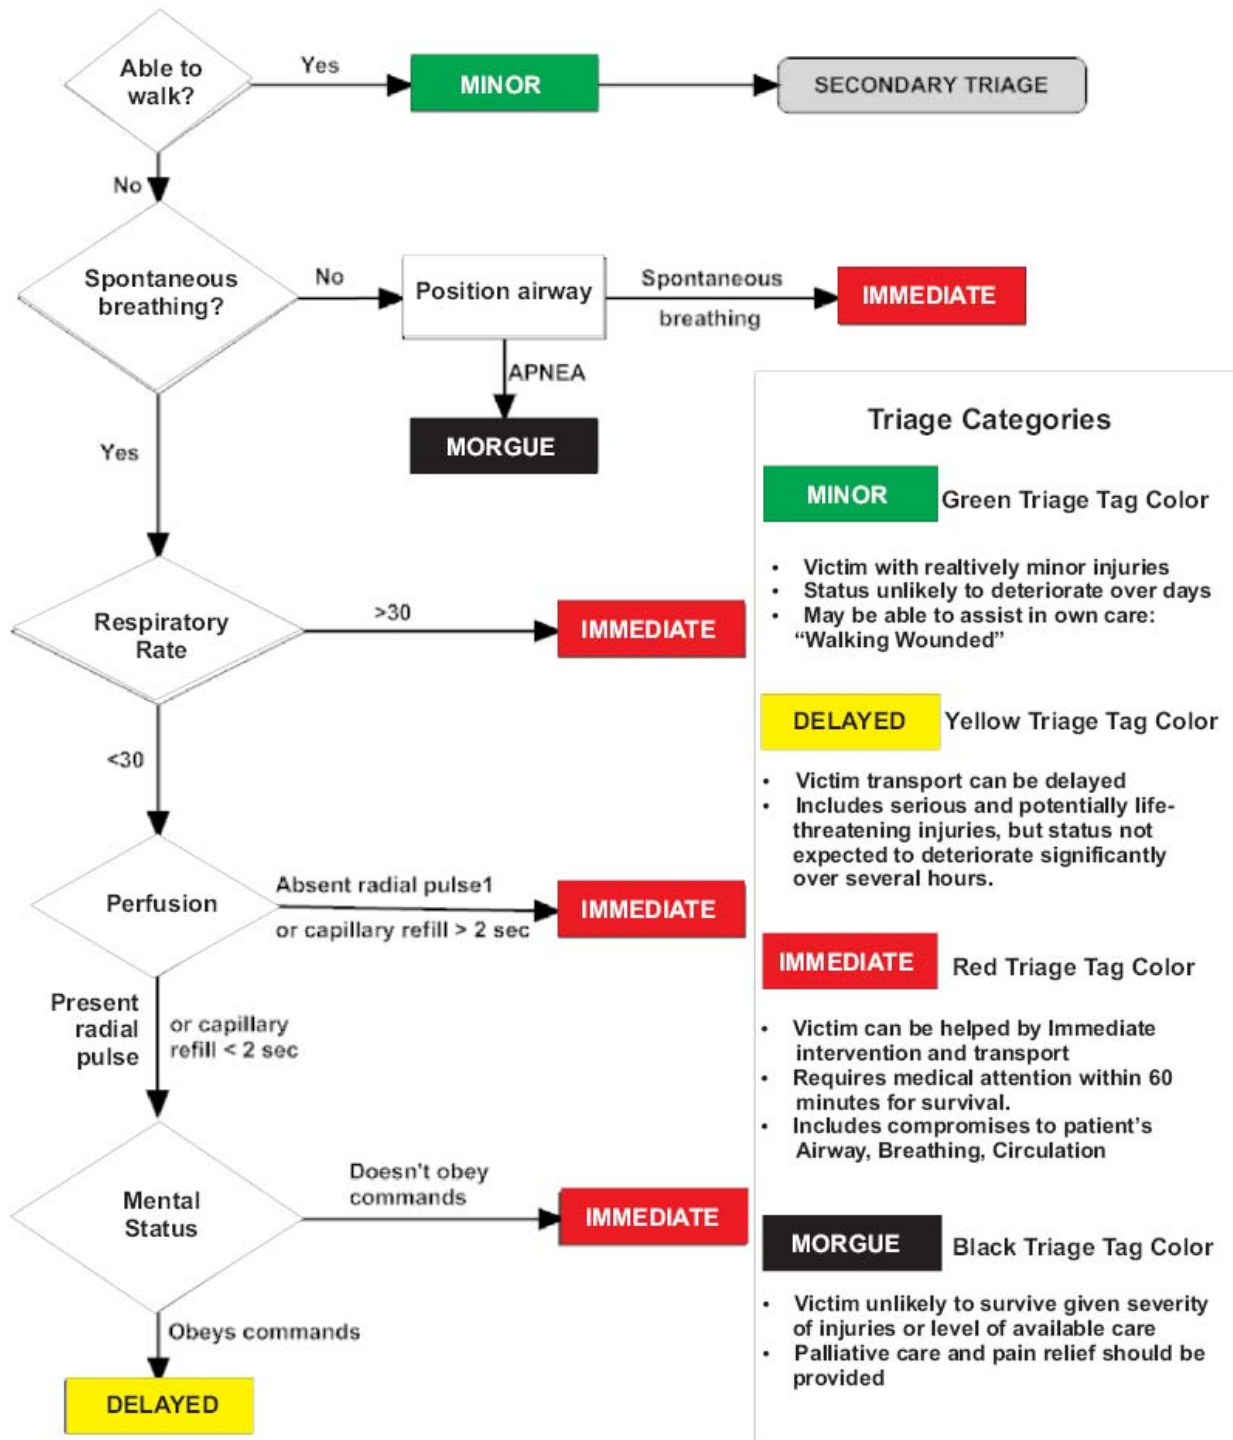 Able to
walk?
Yes
MINOR
SECONDARY TRIAGE
No
Spontaneous
breathing?
No
Position airway
Spontaneous
breathing
IMMEDIATE
APNEA
MORGUE
Yes
Respiratory
Rate
>30
IMMEDIATE
<30
Perfusion
Absent radial pulse1
or capillary refill > 2 sec
IMMEDIATE
Present
radial
pulse
or capillary
refill < 2 sec
Mental
Status
Doesn't obey
commands
IMMEDIATE
Obeys commands
DELAYED
Triage Categories
MINOR
Green Triage Tag Color
• Victim with realtively minor injuries
• Status unlikely to deteriorate over days
• May be able to assist in own care:
“Walking Wounded”
DELAYED
Yellow Triage Tag Color
• Victim transport can be delayed
• Includes serious and potentially life-
threatening injuries, but status not
expected to deteriorate significantly
over several hours.
IMMEDIATE
Red Triage Tag Color
• Victim can be helped by Immediate
intervention and transport
• Requires medical attention within 60
minutes for survival.
• Includes compromises to patient’s
Airway, Breathing, Circulation
MORGUE
Black Triage Tag Color
• Victim unlikely to survive given severity
of injuries or level of available care
• Palliative care and pain relief should be
provided